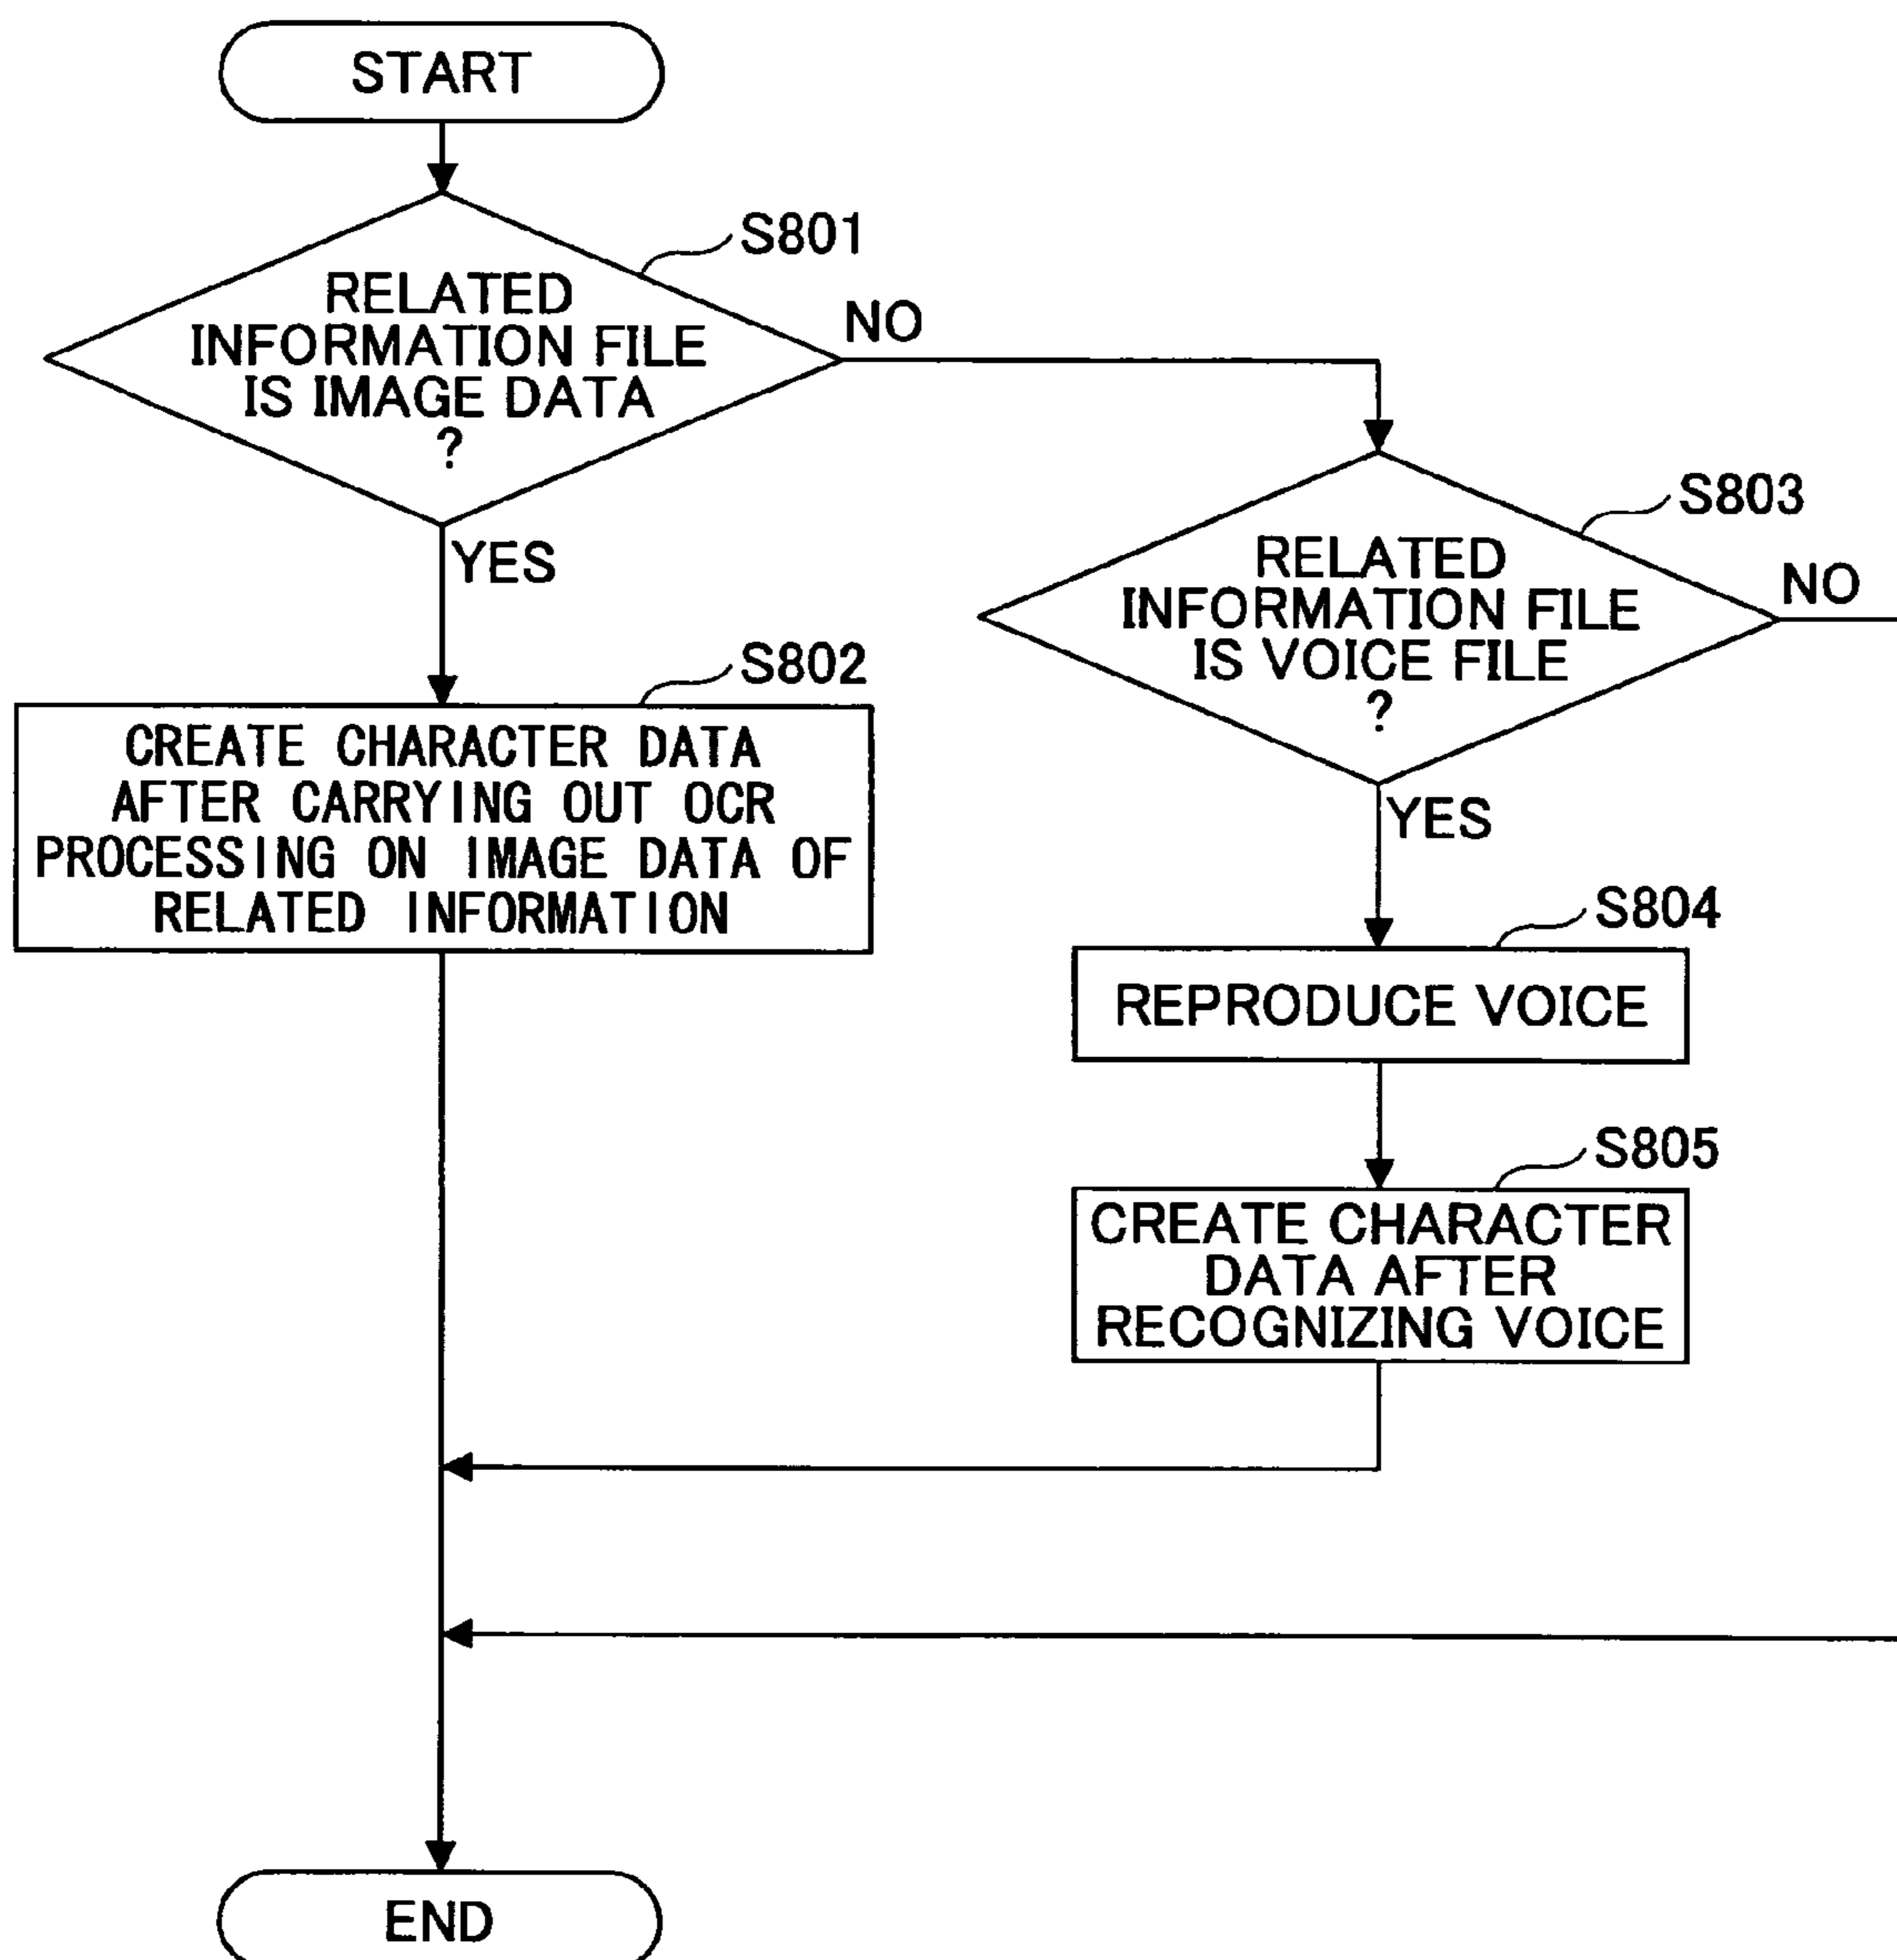 START
S801
RELATED
INFORMATION FILE
IS IMAGE DATA
?
NO
YES
S802
CREATE CHARACTER DATA
AFTER CARRYING OUT OCR
PROCESSING ON IMAGE DATA OF
RELATED INFORMATION
S803
RELATED
INFORMATION FILE
IS VOICE FILE
?
NO
YES
S804
REPRODUCE VOICE
S805
CREATE CHARACTER
DATA AFTER
RECOGNIZING VOICE
END